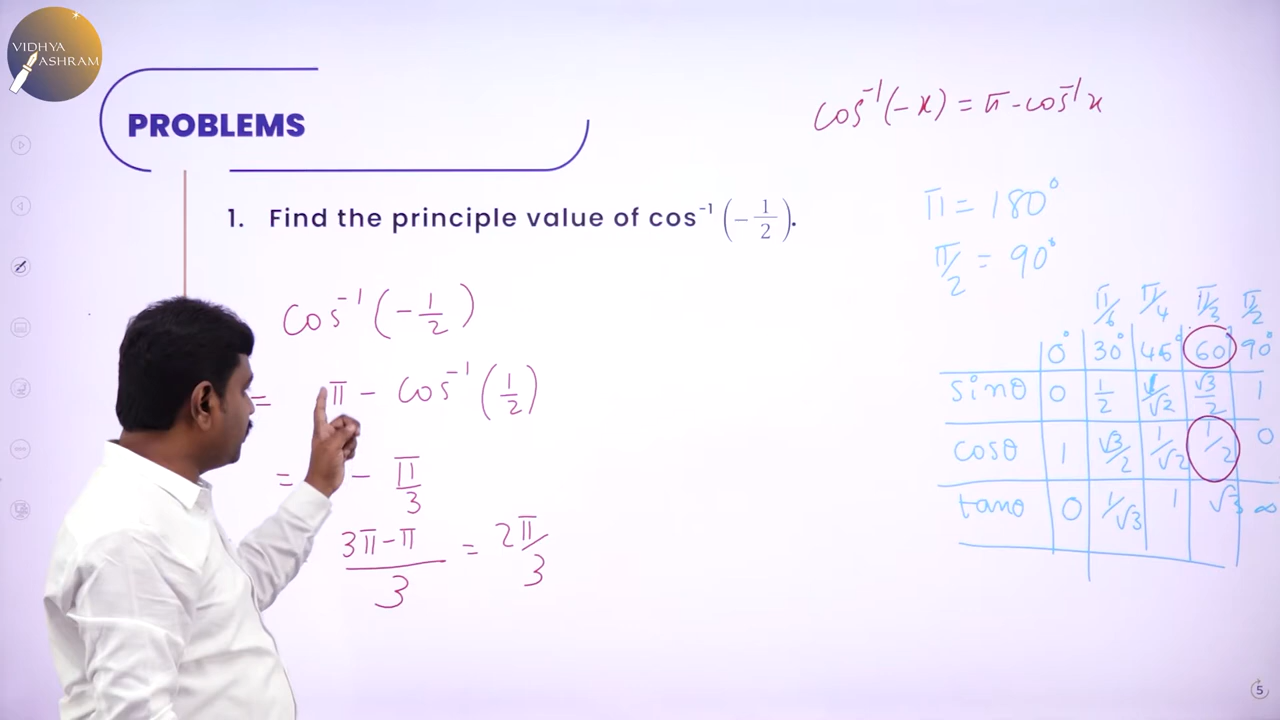 VIDHYA
ASHRAM
PROBLEMS
1. Find the principle value of cos⁻¹ (−1/2).
cos⁻¹(−1/2)
= π − cos⁻¹(1/2)
= − π/3
3π−π/3 = 2π/3
cos⁻¹(−x) = π−cos⁻¹x
π = 180°
π/2 = 90°
π/6 π/4 π/3 π/2
0° 30° 45° 60° 90°
sinθ 0 1/2 1/√2 √3/2 1
cosθ 1 √3/2 1/√2 1/2 0
tanθ 0 1/√3 1 √3 ∞
5